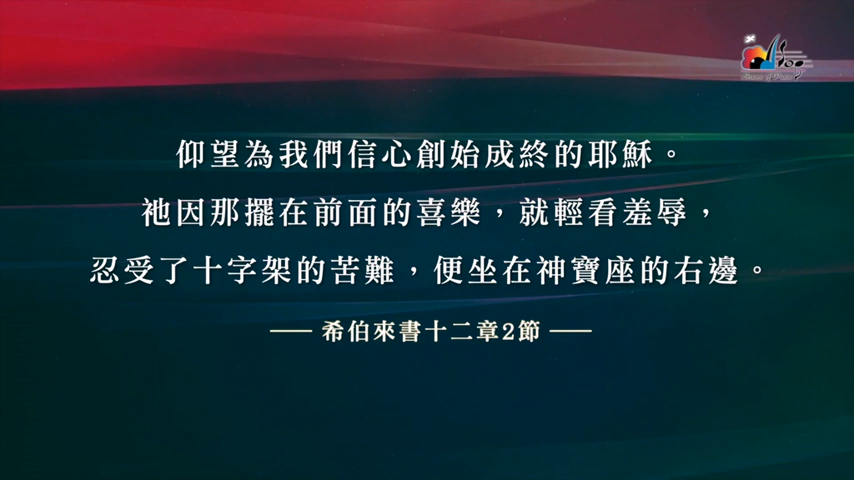 仰望為我們信心創始成終的耶穌。
祂因那擺在前面的喜樂，就輕看羞辱，
忍受了十字架的苦難，便坐在神寶座的右邊。
希伯來書十二章2節